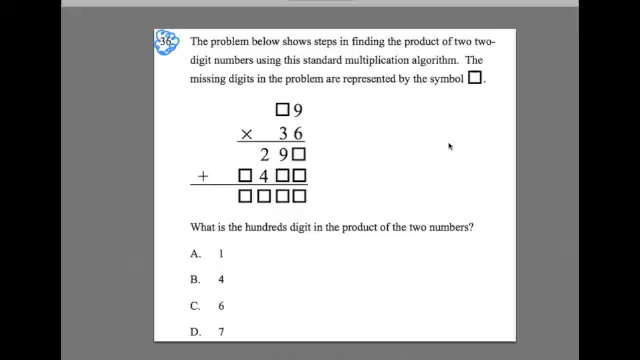 36. The problem below shows steps in finding the product of two two-
digit numbers using this standard multiplication algorithm. The
missing digits in the problem are represented by the symbol □.
□ 9
× 3 6
2 9 □
+ □ 4 □ □
□ □ □ □
What is the hundreds digit in the product of the two numbers?
A. 1
B. 4
C. 6
D. 7